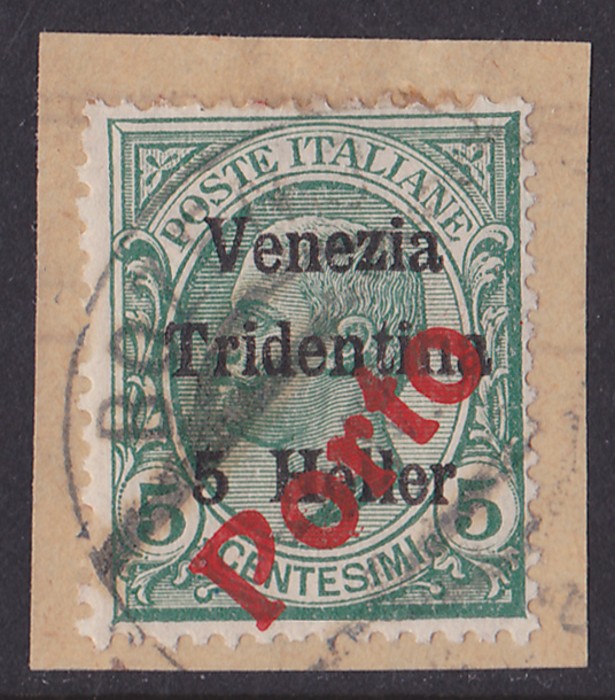 POSTE ITALIANE
Venezia
Tridentina
5 Heller
Porto
5 5
CENTESIMI